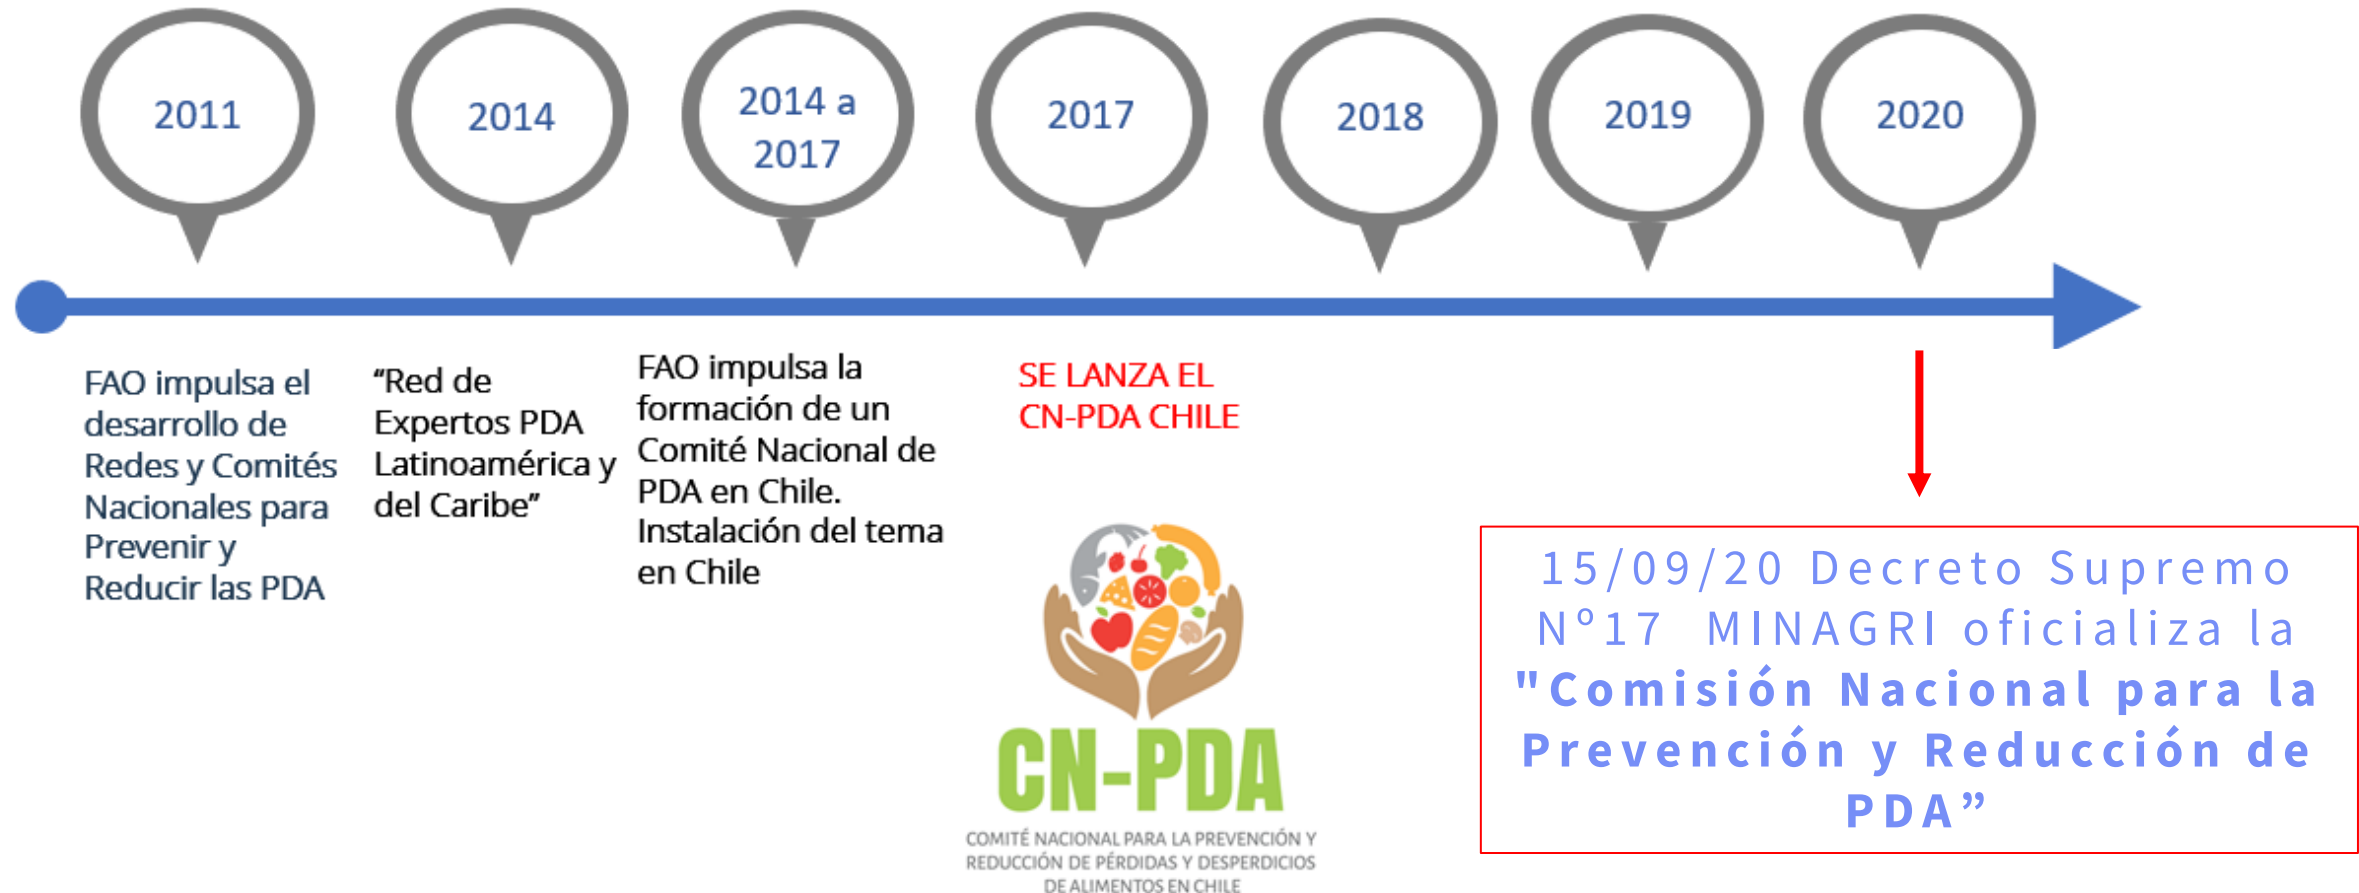 2011
2014
2014 a
2017
2017
2018
2019
2020
FAO impulsa el
desarrollo de
Redes y Comités
Nacionales para
Prevenir y
Reducir las PDA
“Red de
Expertos PDA
Latinoamérica y
del Caribe”
FAO impulsa la
formación de un
Comité Nacional de
PDA en Chile.
Instalación del tema
en Chile
SE LANZA EL
CN-PDA CHILE
CN-PDA
COMITÉ NACIONAL PARA LA PREVENCIÓN Y
REDUCCIÓN DE PÉRDIDAS Y DESPERDICIOS
DE ALIMENTOS EN CHILE
15/09/20 Decreto Supremo
Nº17 MINAGRI oficializa la
"Comisión Nacional para la
Prevención y Reducción de
PDA”